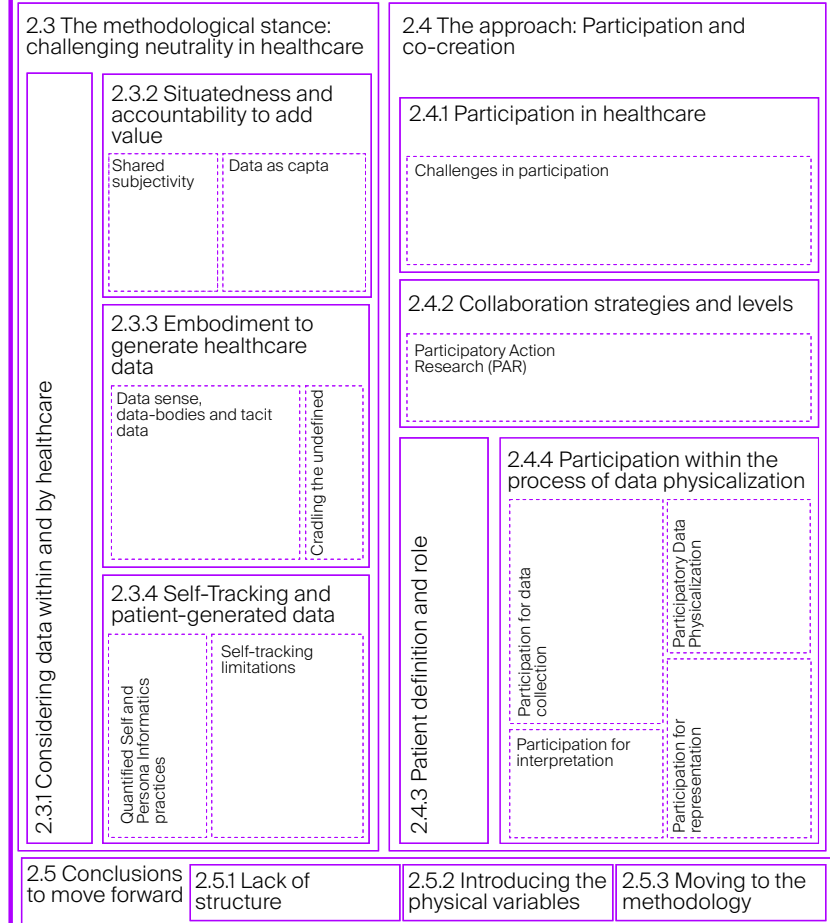 2.3 The methodological stance:
challenging neutrality in healthcare
2.3.1 Considering data within and by healthcare
2.3.2 Situatedness and
accountability to add
value
Shared
subjectivity
Data as capta
2.3.3 Embodiment to
generate healthcare
data
Data sense,
data-bodies and tacit
data
Cradling the undefined
2.3.4 Self-Tracking and
patient-generated data
Quantified Self and
Persona Informatics
practices
Self-tracking
limitations
2.4 The approach: Participation and
co-creation
2.4.1 Participation in healthcare
Challenges in participation
2.4.2 Collaboration strategies and levels
Participatory Action
Research (PAR)
2.4.3 Patient definition and role
2.4.4 Participation within the
process of data physicalization
Participation for data
collection
Participatory Data
Physicalization
Participation for
interpretation
Participation for
representation
2.5 Conclusions
to move forward
2.5.1 Lack of
structure
2.5.2 Introducing the
physical variables
2.5.3 Moving to the
methodology